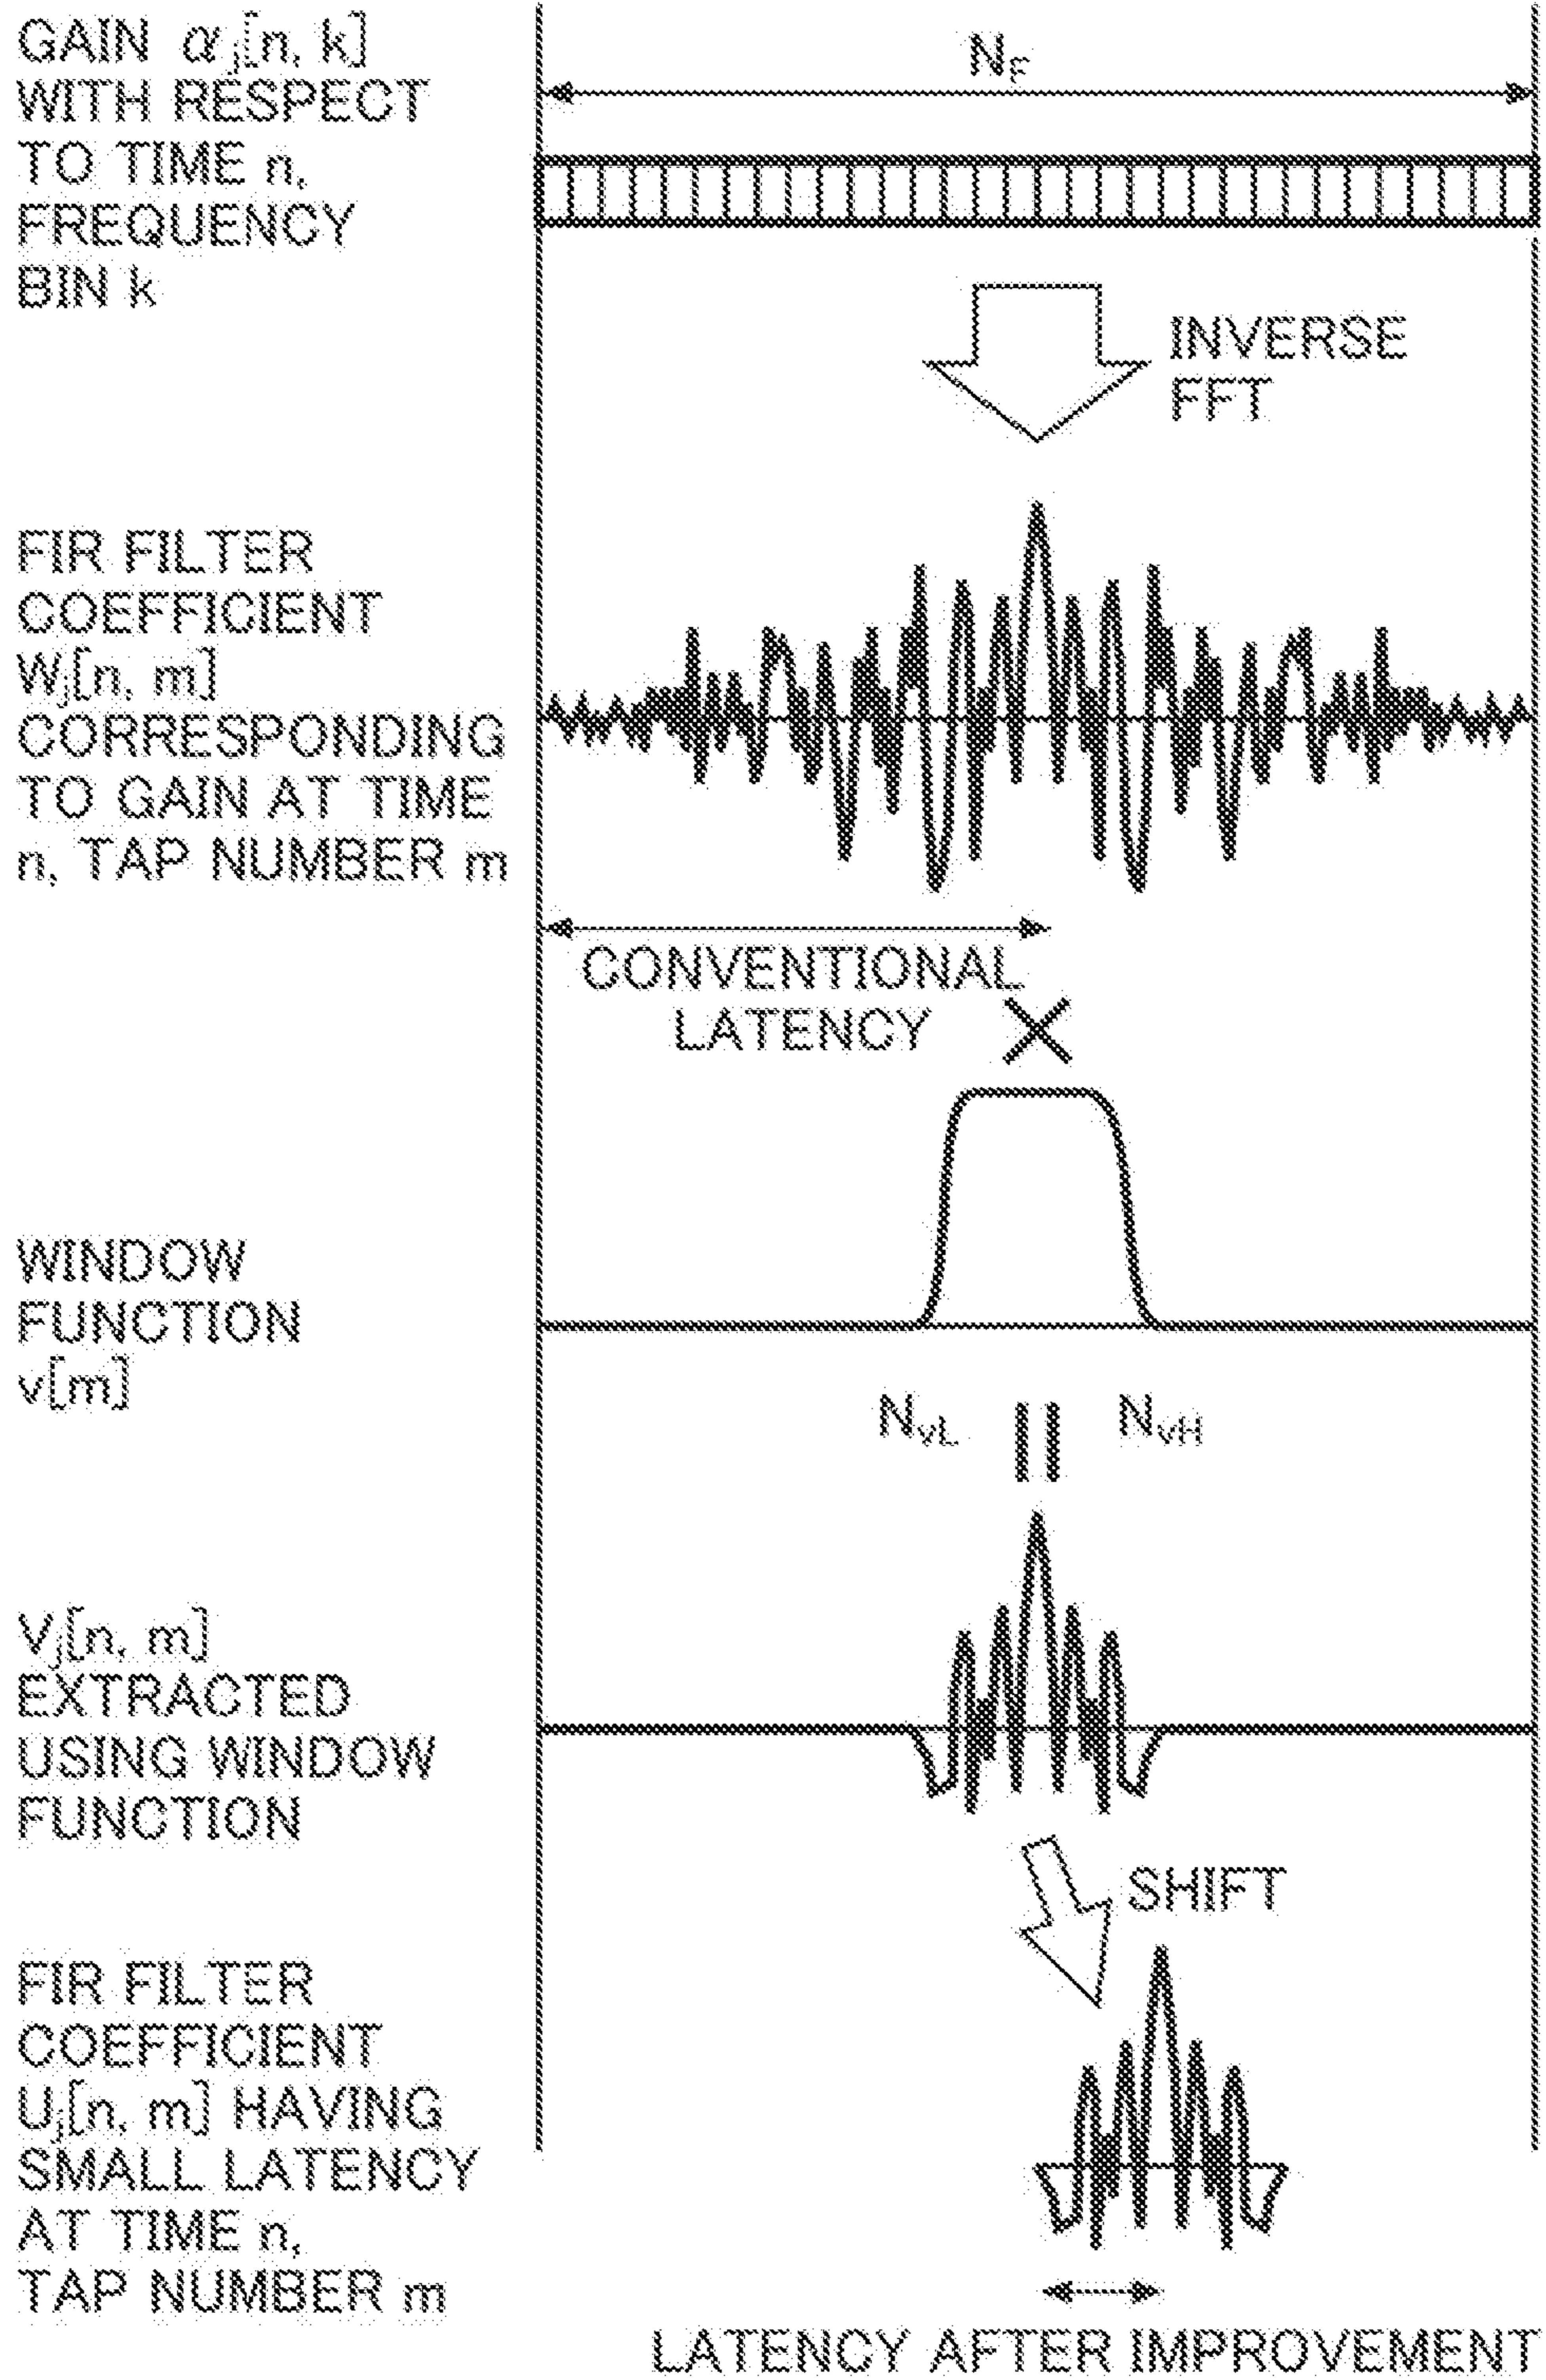 GAIN αj[n, k]
WITH RESPECT
TO TIME n,
FREQUENCY
BIN k
NF
INVERSE
FFT
FIR FILTER
COEFFICIENT
Wj[n, m]
CORRESPONDING
TO GAIN AT TIME
n, TAP NUMBER m
CONVENTIONAL
LATENCY
WINDOW
FUNCTION
v[m]
NvL
NvH
Vj[n, m]
EXTRACTED
USING WINDOW
FUNCTION
SHIFT
FIR FILTER
COEFFICIENT
Uj[n, m] HAVING
SMALL LATENCY
AT TIME n,
TAP NUMBER m
LATENCY AFTER IMPROVEMENT